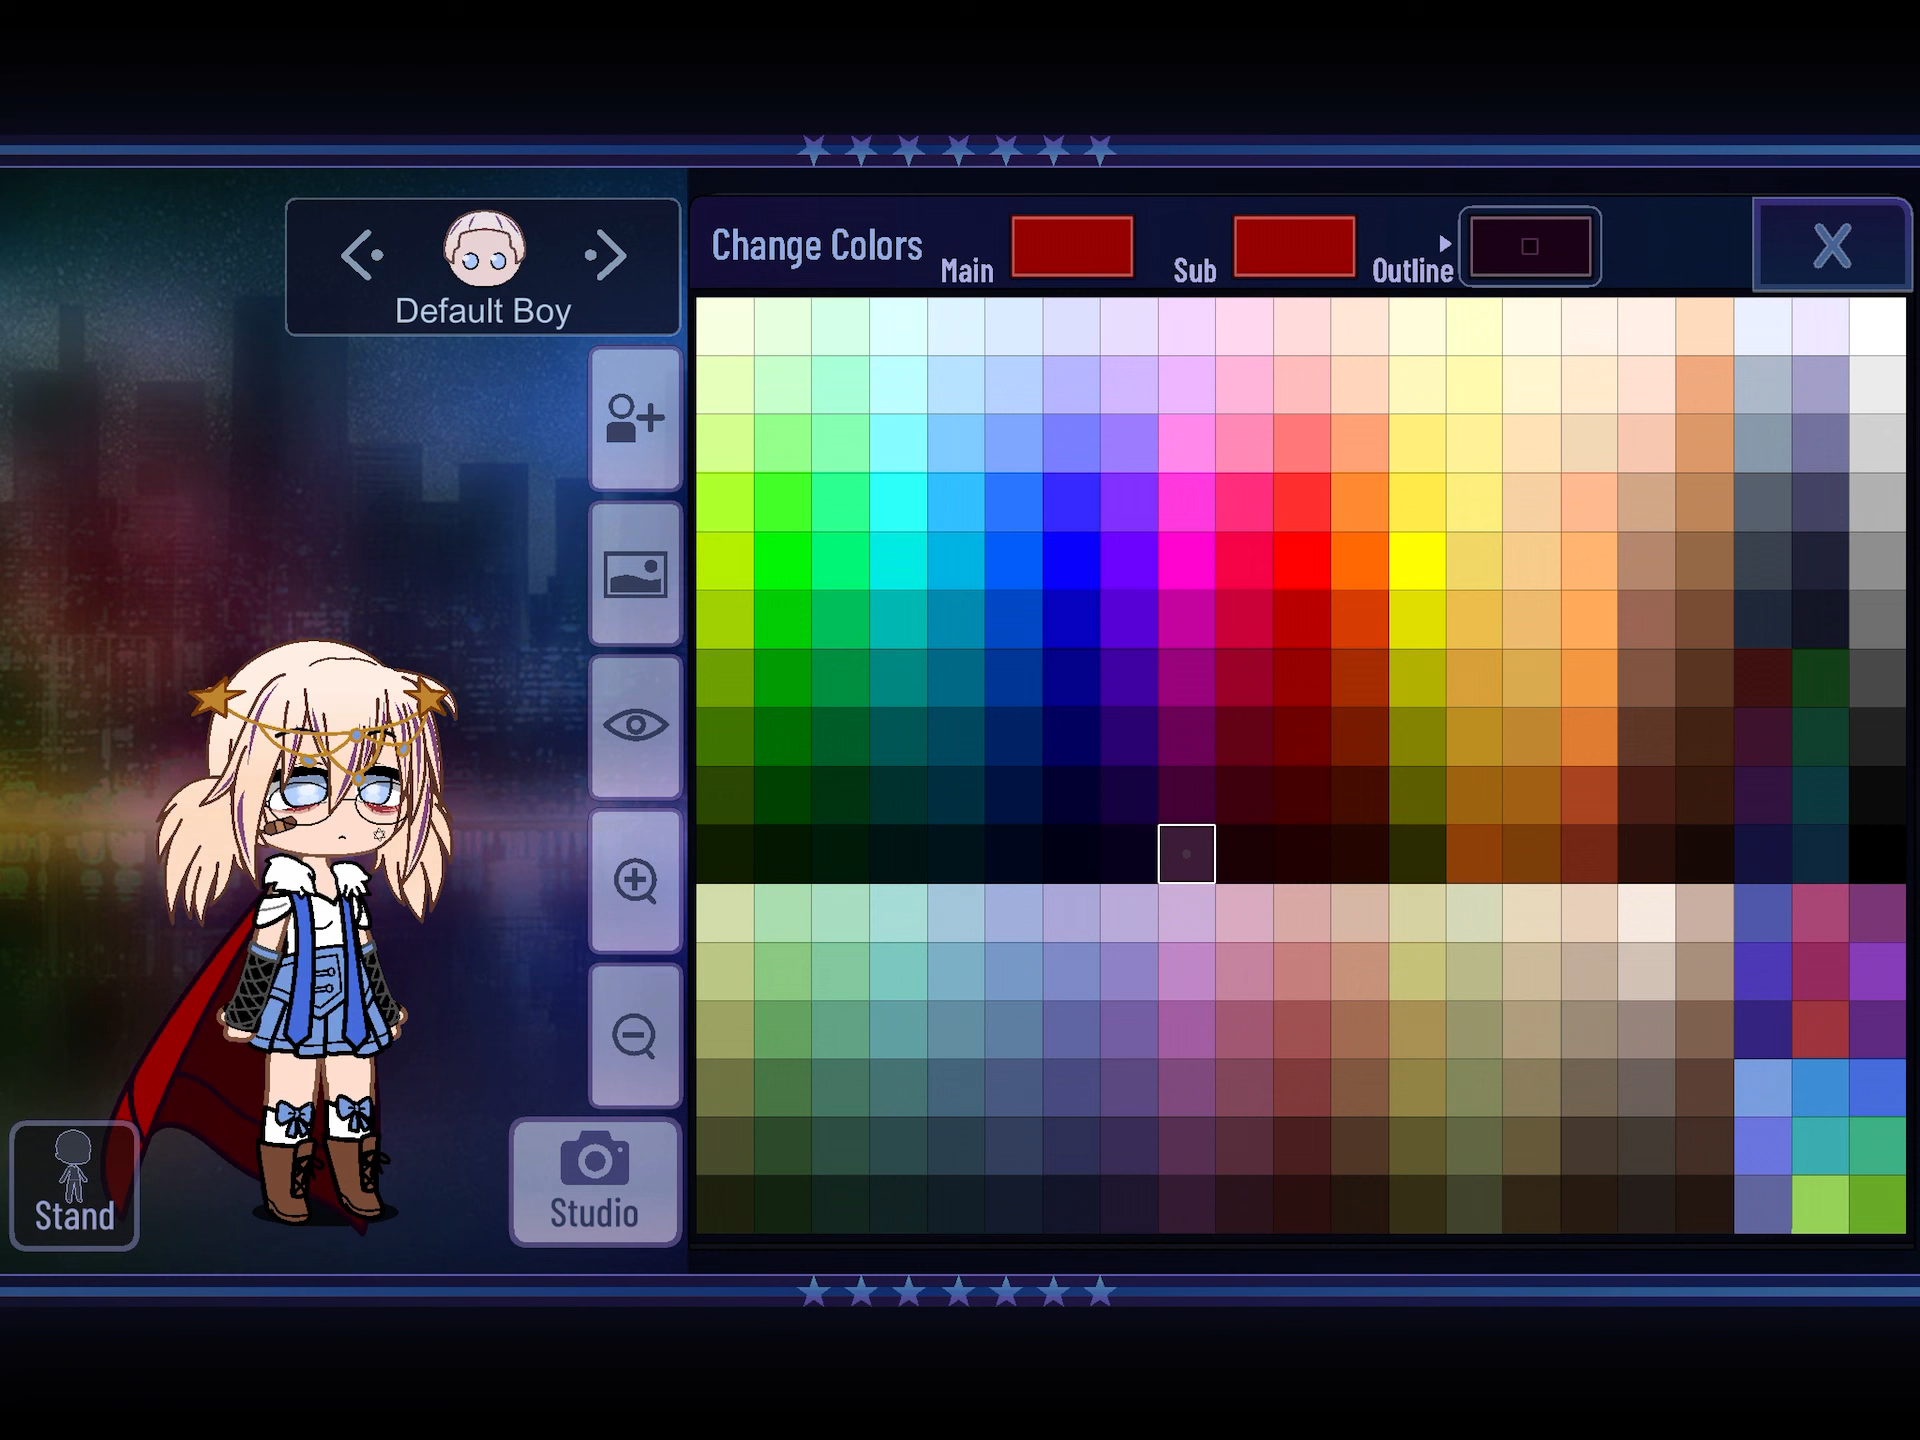 Default Boy
Change Colors
Main
Sub
Outline
X
Stand
Studio